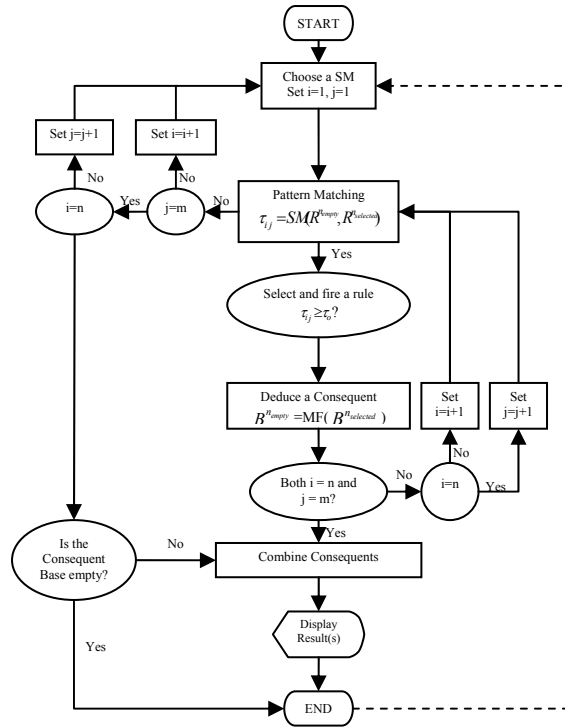 START
Choose a SM
Set i=1, j=1
Set j=j+1
Set i=i+1
No
No
i=n
Yes
j=m
No
Pattern Matching
τij =SM(R^nempty, R^nselected)
Yes
Select and fire a rule
τij ≥τo?
Deduce a Consequent
B^nempty =MF( B^nselected )
Set
i=i+1
Set
j=j+1
No
Both i = n and
j = m?
No
i=n
Yes
Yes
Is the
Consequent
Base empty?
No
Combine Consequents
Display
Result(s)
Yes
END